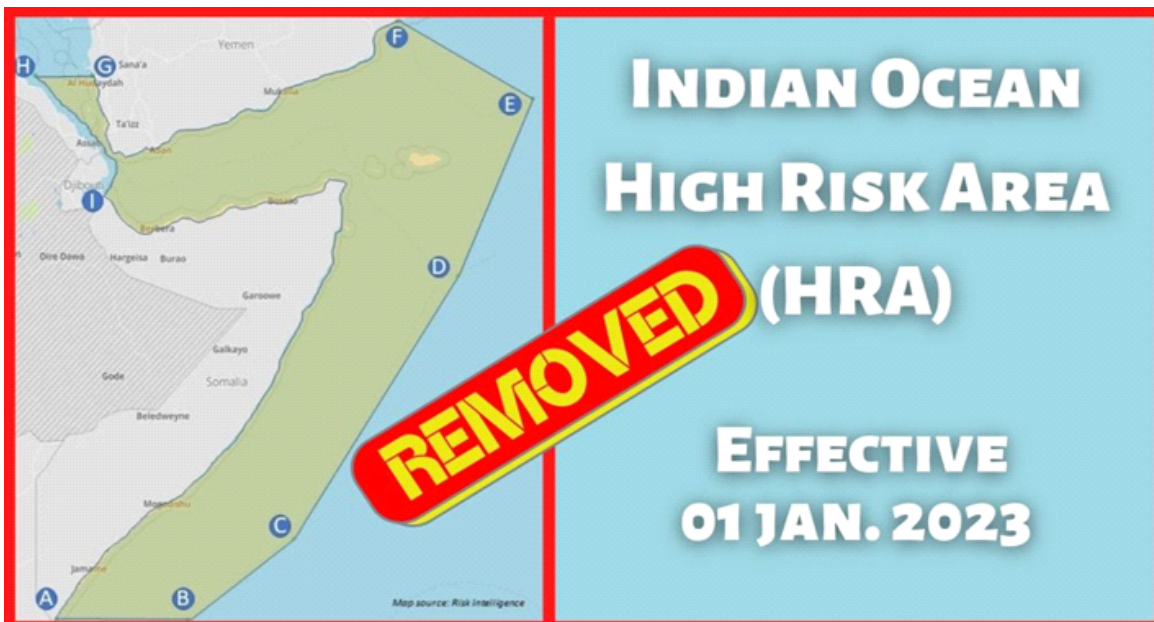 Yemen
H
G
Sana'a
F
Al Hudaydah
Mukalla
E
Ta'izz
Assab
Aden
Djibouti
I
Bosaso
Berbera
Dire Dawa
Hargeisa
Burao
D
Garoowe
Galkayo
Gode
Somalia
Beledweyne
Mogadishu
C
Jamame
A
B
Map source: Risk Intelligence
INDIAN OCEAN
HIGH RISK AREA
(HRA)
REMOVED
EFFECTIVE
01 JAN. 2023